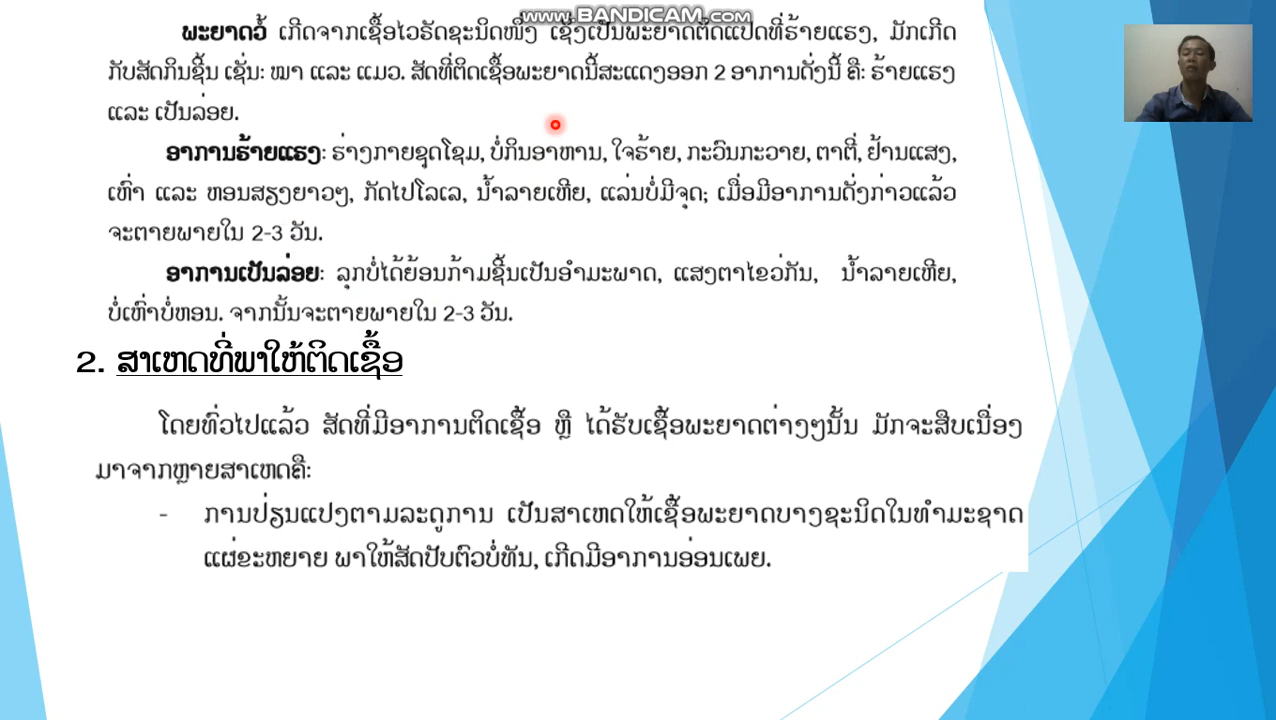 www.BANDICAM.com
ພະຍາດວໍ້ ເກີດຈາກເຊື້ອໄວຣັດຊະນິດໜຶ່ງ ເຊິ່ງເປັນພະຍາດຕິດແປດທີ່ຮ້າຍແຮງ, ມັກເກີດ
ກັບສັດກິນຊີ້ນ ເຊັ່ນ: ໝາ ແລະ ແມວ. ສັດທີ່ຕິດເຊື້ອພະຍາດນີ້ສະແດງອອກ 2 ອາການດັ່ງນີ້ ຄື: ຮ້າຍແຮງ
ແລະ ເປັນລ່ອຍ.
ອາການຮ້າຍແຮງ: ຮ່າງກາຍຊຸດໂຊມ, ບໍ່ກິນອາຫານ, ໃຈຮ້າຍ, ກະວົນກະວາຍ, ຕາຕີ່, ຢ້ານແສງ,
ເຫົ່າ ແລະ ຫອນສຽງຍາວໆ, ກັດໄປໂລເລ, ນໍ້າລາຍເຫີຍ, ແລ່ນບໍ່ມີຈຸດ; ເມື່ອມີອາການດັ່ງກ່າວແລ້ວ
ຈະຕາຍພາຍໃນ 2-3 ວັນ.
ອາການເປັນລ່ອຍ: ລຸກບໍ່ໄດ້ຍ້ອນກ້າມຊີ້ນເປັນອໍາມະພາດ, ແສງຕາໄຂວ່ກັນ, ນໍ້າລາຍເຫີຍ,
ບໍ່ເຫົ່າບໍ່ຫອນ. ຈາກນັ້ນຈະຕາຍພາຍໃນ 2-3 ວັນ.
2. ສາເຫດທີ່ພາໃຫ້ຕິດເຊື້ອ
ໂດຍທົ່ວໄປແລ້ວ ສັດທີ່ມີອາການຕິດເຊື້ອ ຫຼື ໄດ້ຮັບເຊື້ອພະຍາດຕ່າງໆນັ້ນ ມັກຈະສືບເນື່ອງ
ມາຈາກຫຼາຍສາເຫດຄື:
- ການປ່ຽນແປງຕາມລະດູການ ເປັນສາເຫດໃຫ້ເຊື້ອພະຍາດບາງຊະນິດໃນທໍາມະຊາດ
ແຜ່ຂະຫຍາຍ ພາໃຫ້ສັດປັບຕົວບໍ່ທັນ, ເກີດມີອາການອ່ອນເພຍ.